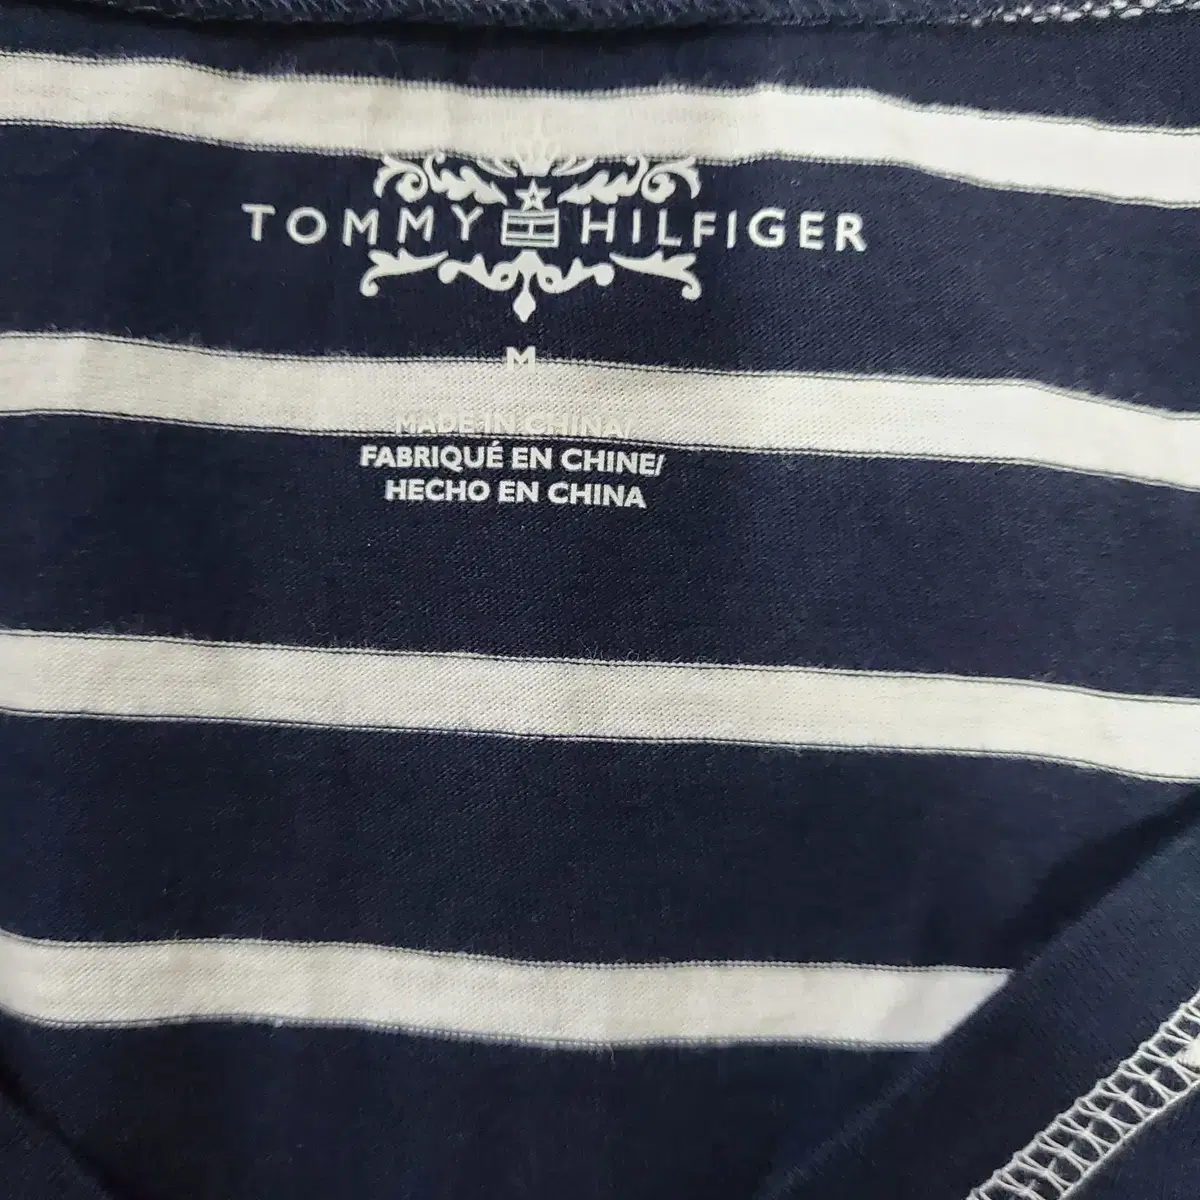 TOMMY HILFIGER
M
MADE IN CHINA/
FABRIQUÉ EN CHINE/
HECHO EN CHINA